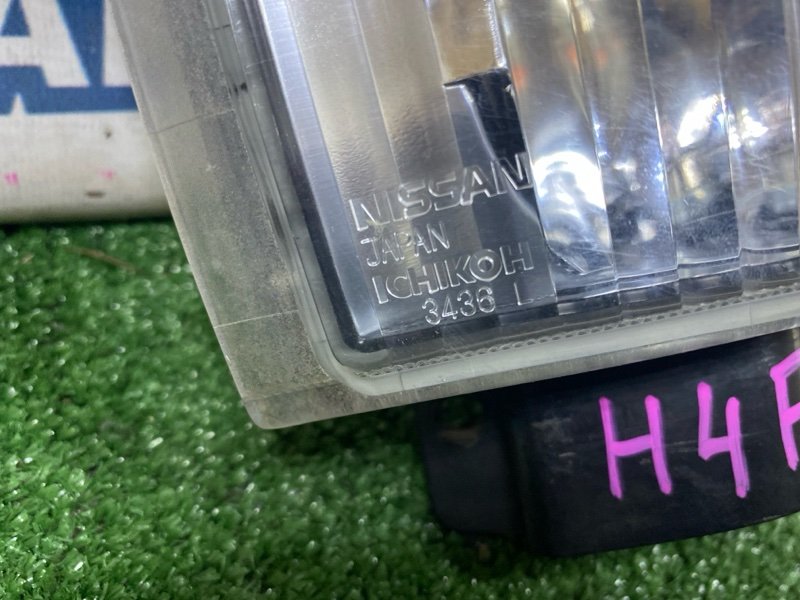 NISSAN
JAPAN
ICHIKOH
3436 L
H4